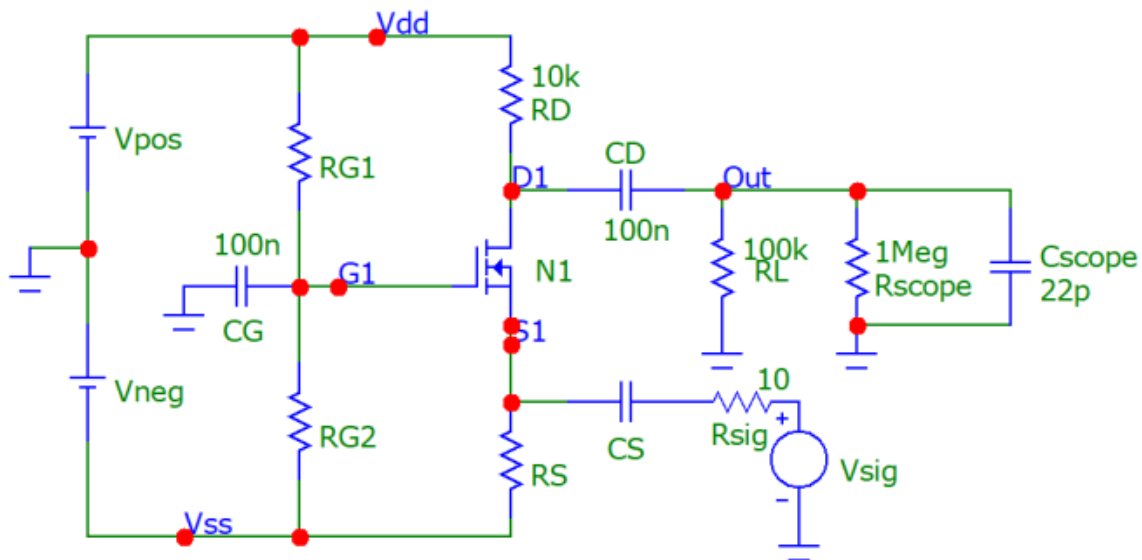 Vdd
10k
RD
Vpos
RG1
CD
D1
Out
100n
100n
100k
RL
1Meg
Rscope
Cscope
22p
G1
N1
CG
S1
Vneg
10
RG2
Rsig
CS
RS
+
Vsig
-
Vss